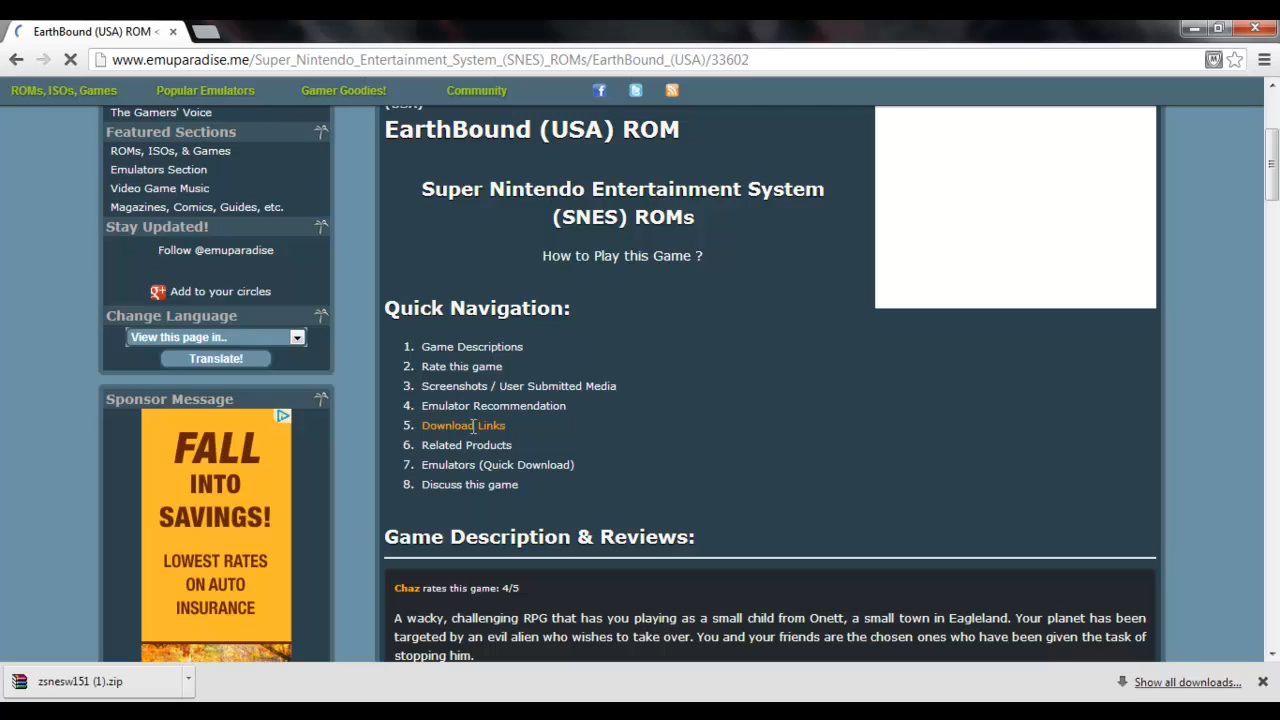 EarthBound (USA) ROM <
www.emuparadise.me/Super_Nintendo_Entertainment_System_(SNES)_ROMs/EarthBound_(USA)/33602
ROMs, ISOs, Games
Popular Emulators
Gamer Goodies!
Community
The Gamers' Voice
Featured Sections
ROMs, ISOs, & Games
Emulators Section
Video Game Music
Magazines, Comics, Guides, etc.
Stay Updated!
Follow @emuparadise
Add to your circles
Change Language
View this page in..
Translate!
Sponsor Message
FALL
INTO
SAVINGS!
LOWEST RATES
ON AUTO
INSURANCE
(USA)
EarthBound (USA) ROM
Super Nintendo Entertainment System
(SNES) ROMs
How to Play this Game ?
Quick Navigation:
1. Game Descriptions
2. Rate this game
3. Screenshots / User Submitted Media
4. Emulator Recommendation
5. Download Links
6. Related Products
7. Emulators (Quick Download)
8. Discuss this game
Game Description & Reviews:
Chaz rates this game: 4/5
A wacky, challenging RPG that has you playing as a small child from Onett, a small town in Eagleland. Your planet has been
targeted by an evil alien who wishes to take over. You and your friends are the chosen ones who have been given the task of
stopping him.
zsnesw151 (1).zip
Show all downloads...